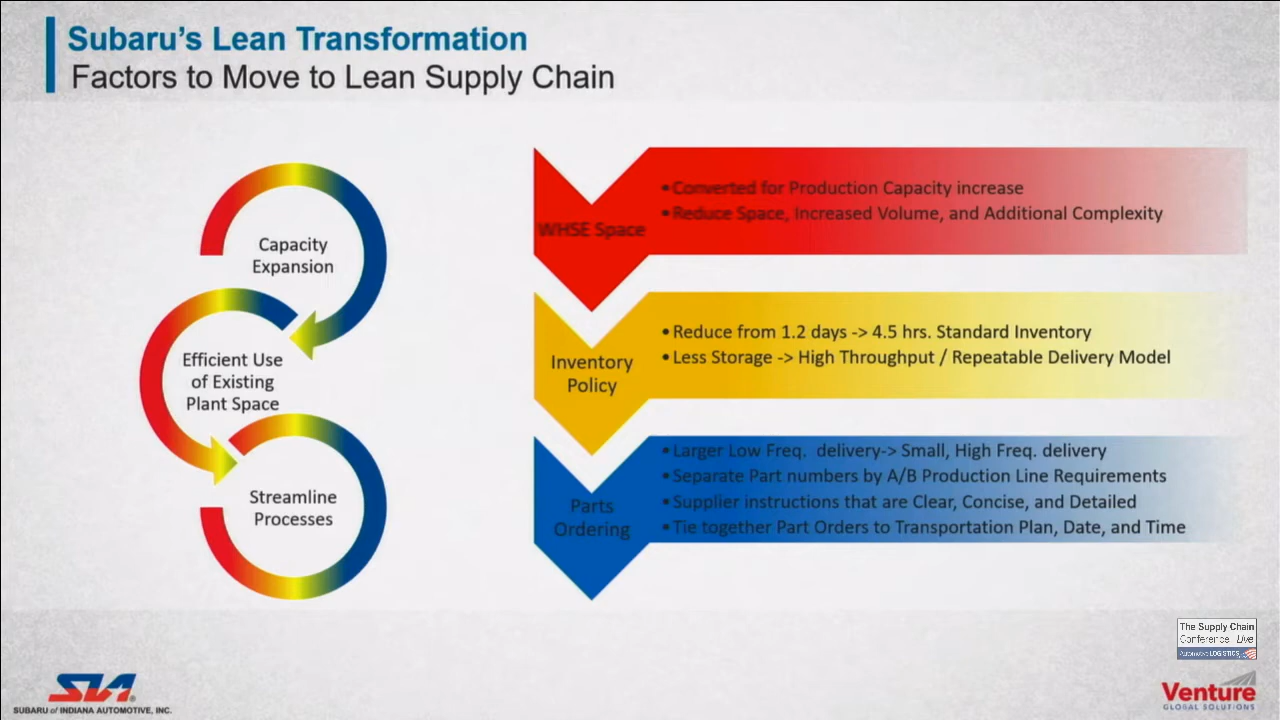 Subaru's Lean Transformation
Factors to Move to Lean Supply Chain
Capacity
Expansion
Efficient Use
of Existing
Plant Space
Streamline
Processes
WHSE Space
• Converted for Production Capacity increase
• Reduce Space, Increased Volume, and Additional Complexity
Inventory
Policy
• Reduce from 1.2 days -> 4.5 hrs. Standard Inventory
• Less Storage -> High Throughput / Repeatable Delivery Model
Parts
Ordering
• Larger Low Freq. delivery-> Small, High Freq. delivery
• Separate Part numbers by A/B Production Line Requirements
• Supplier instructions that are Clear, Concise, and Detailed
• Tie together Part Orders to Transportation Plan, Date, and Time
The Supply Chain
Conference Live
Automotive LOGISTICS
SIA
SUBARU of INDIANA AUTOMOTIVE, INC.
Venture
GLOBAL SOLUTIONS